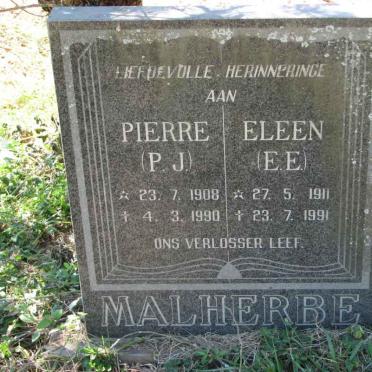 LIEFDEVOLLE HERINNERINGE
AAN
PIERRE ELEEN
(P.J.) (E.E.)
☆ 23.7.1908 ☆ 27.5.1911
✝ 4.3.1990 ✝ 23.7.1991
ONS VERLOSSER LEEF.
MALHERBE